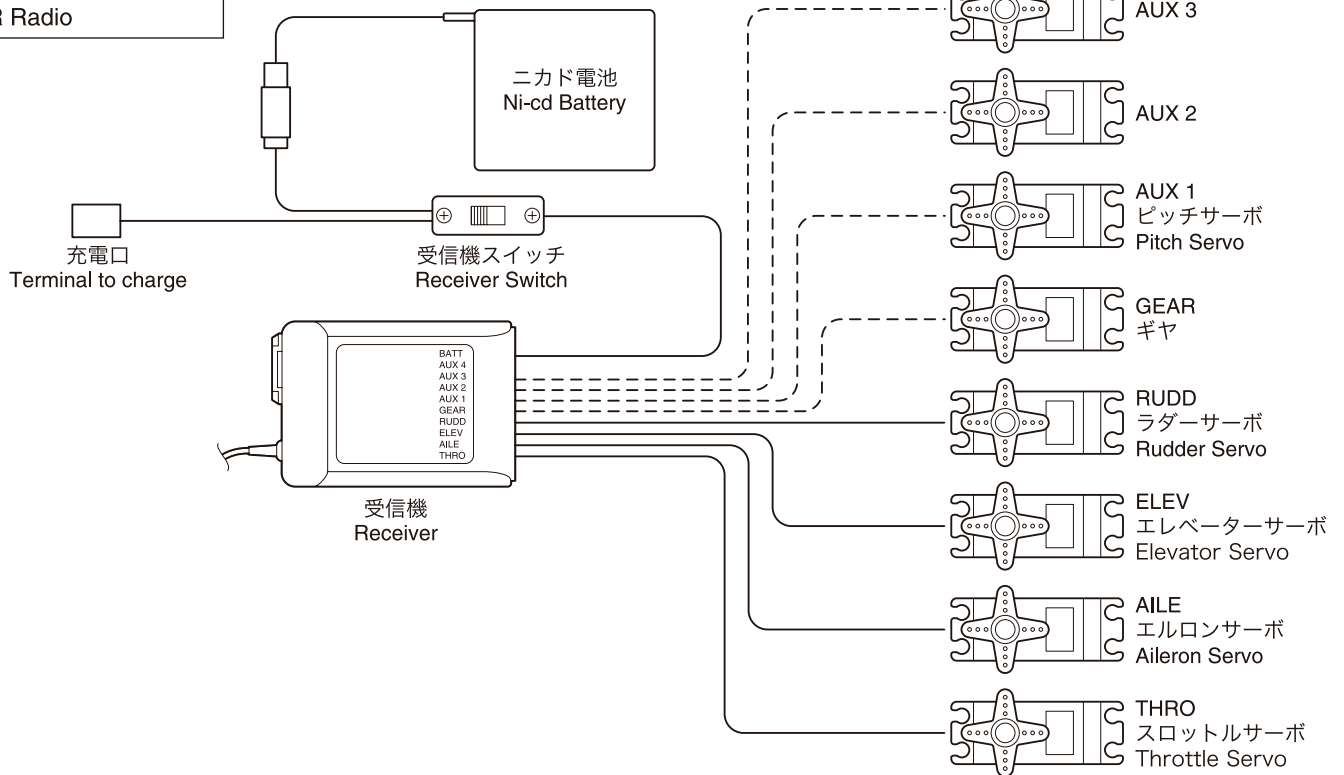 Radio
ニカド電池
Ni-cd Battery
充電口
Terminal to charge
受信機スイッチ
Receiver Switch
BATT
AUX 4
AUX 3
AUX 2
AUX 1
GEAR
RUDD
ELEV
AILE
THRO
受信機
Receiver
AUX 3
AUX 2
AUX 1
ピッチサーボ
Pitch Servo
GEAR
ギヤ
RUDD
ラダーサーボ
Rudder Servo
ELEV
エレベーターサーボ
Elevator Servo
AILE
エルロンサーボ
Aileron Servo
THRO
スロットルサーボ
Throttle Servo